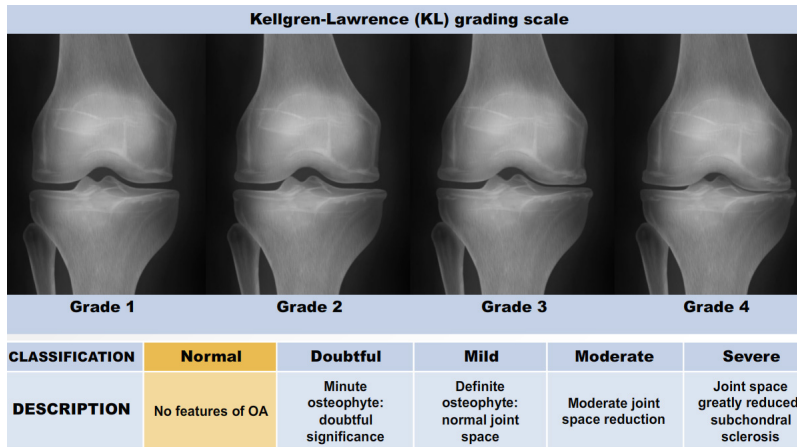 Kellgren-Lawrence (KL) grading scale
Grade 1
Grade 2
Grade 3
Grade 4
CLASSIFICATION
Normal
Doubtful
Mild
Moderate
Severe
DESCRIPTION
No features of OA
Minute
osteophyte:
doubtful
significance
Definite
osteophyte:
normal joint
space
Moderate joint
space reduction
Joint space
greatly reduced:
subchondral
sclerosis